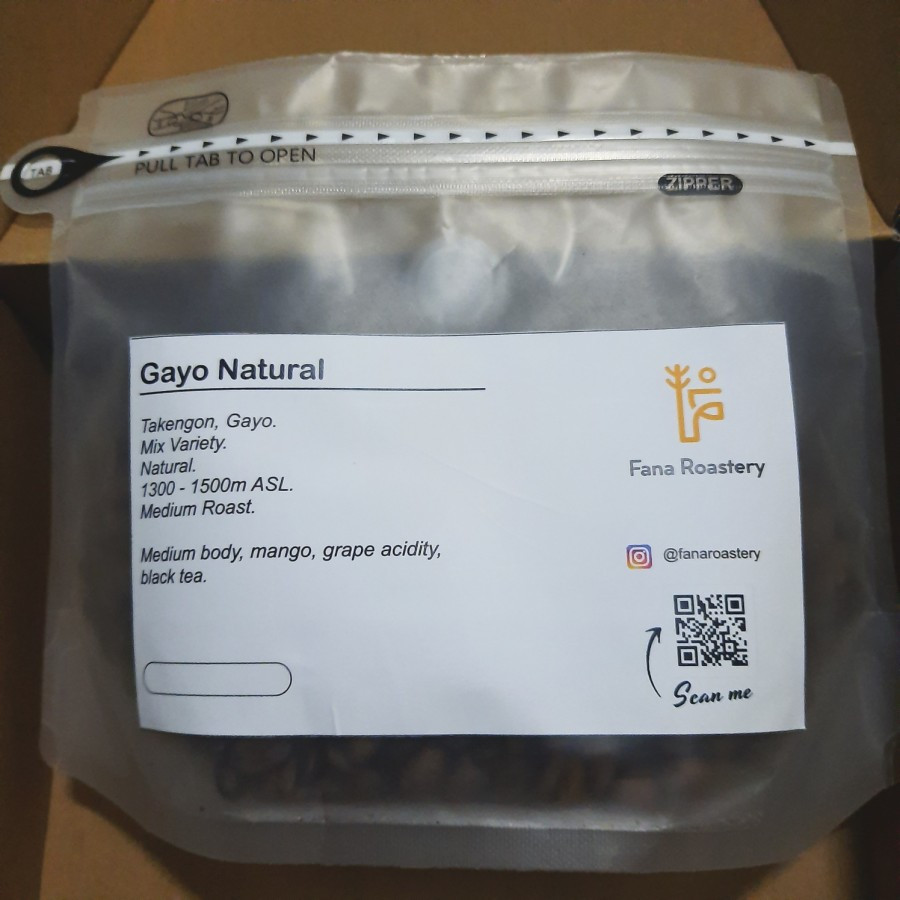 TAB
PULL TAB TO OPEN
ZIPPER
Gayo Natural
Takengon, Gayo.
Mix Variety.
Natural.
1300 - 1500m ASL.
Medium Roast.
Medium body, mango, grape acidity,
black tea.
Fana Roastery
@fanaroastery
Scan me